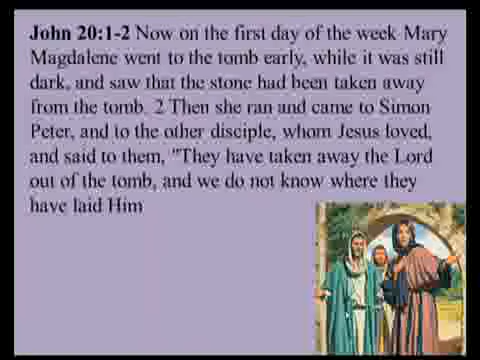 John 20:1-2 Now on the first day of the week Mary
Magdalene went to the tomb early, while it was still
dark, and saw that the stone had been taken away
from the tomb. 2 Then she ran and came to Simon
Peter, and to the other disciple, whom Jesus loved,
and said to them, "They have taken away the Lord
out of the tomb, and we do not know where they
have laid Him